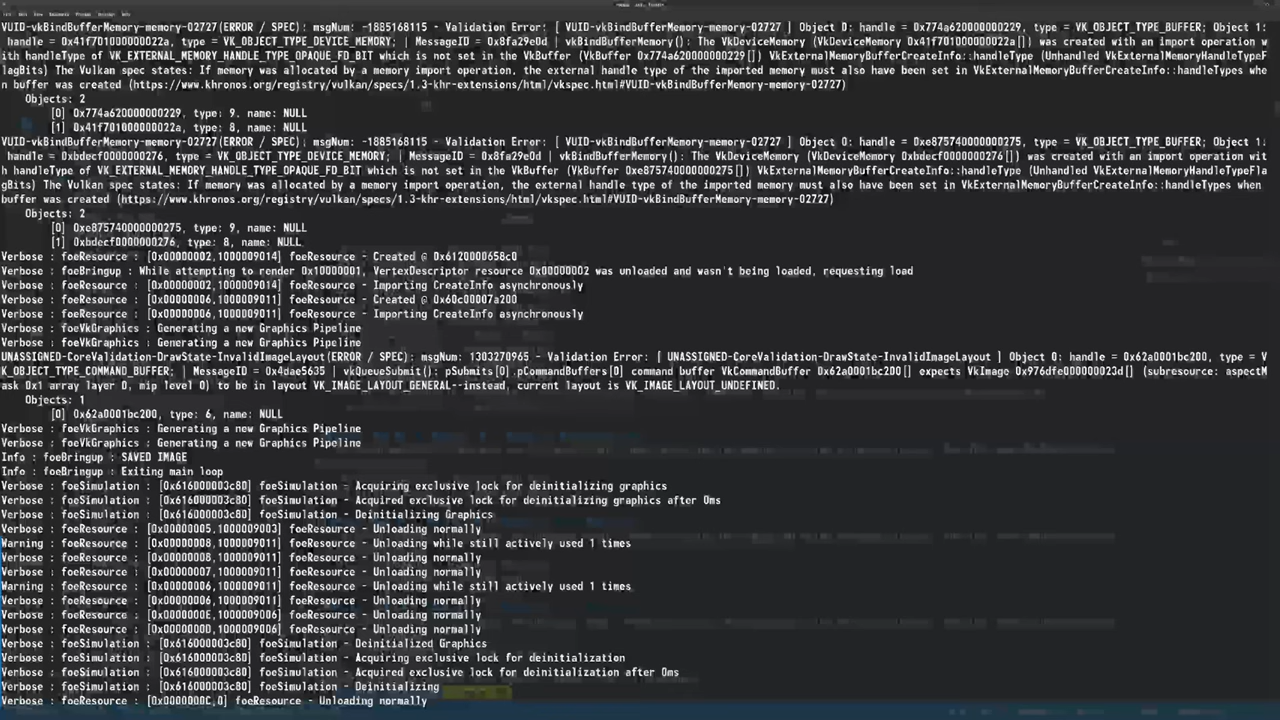 VUID-vkBindBufferMemory-memory-02727(ERROR / SPEC): msgNum: -1885168115 - Validation Error: [ VUID-vkBindBufferMemory-memory-02727 ] Object 0: handle = 0x774a620000000229, type = VK_OBJECT_TYPE_BUFFER; Object 1:
handle = 0x41f701000000022a, type = VK_OBJECT_TYPE_DEVICE_MEMORY; | MessageID = 0x8fa29e0d | vkBindBufferMemory(): The VkDeviceMemory (VkDeviceMemory 0x41f701000000022a[]) was created with an import operation w
ith handleType of VK_EXTERNAL_MEMORY_HANDLE_TYPE_OPAQUE_FD_BIT which is not set in the VkBuffer (VkBuffer 0x774a620000000229[]) VkExternalMemoryBufferCreateInfo::handleType (Unhandled VkExternalMemoryHandleTypeF
lagBits) The Vulkan spec states: If memory was allocated by a memory import operation, the external handle type of the imported memory must also have been set in VkExternalMemoryBufferCreateInfo::handleTypes whe
n buffer was created (https://www.khronos.org/registry/vulkan/specs/1.3-khr-extensions/html/vkspec.html#VUID-vkBindBufferMemory-memory-02727)
Objects: 2
[0] 0x774a620000000229, type: 9, name: NULL
[1] 0x41f701000000022a, type: 8, name: NULL
VUID-vkBindBufferMemory-memory-02727(ERROR / SPEC): msgNum: -1885168115 - Validation Error: [ VUID-vkBindBufferMemory-memory-02727 ] Object 0: handle = 0xe875740000000275, type = VK_OBJECT_TYPE_BUFFER; Object 1:
handle = 0xbdecf0000000276, type = VK_OBJECT_TYPE_DEVICE_MEMORY; | MessageID = 0x8fa29e0d | vkBindBufferMemory(): The VkDeviceMemory (VkDeviceMemory 0xbdecf0000000276[]) was created with an import operation wit
h handleType of VK_EXTERNAL_MEMORY_HANDLE_TYPE_OPAQUE_FD_BIT which is not set in the VkBuffer (VkBuffer 0xe875740000000275[]) VkExternalMemoryBufferCreateInfo::handleType (Unhandled VkExternalMemoryHandleTypeFl
agBits) The Vulkan spec states: If memory was allocated by a memory import operation, the external handle type of the imported memory must also have been set in VkExternalMemoryBufferCreateInfo::handleTypes when
buffer was created (https://www.khronos.org/registry/vulkan/specs/1.3-khr-extensions/html/vkspec.html#VUID-vkBindBufferMemory-memory-02727)
Objects: 2
[0] 0xe875740000000275, type: 9, name: NULL
[1] 0xbdecf0000000276, type: 8, name: NULL
Verbose : foeResource : [0x00000002,1000009014] foeResource - Created @ 0x6120000658c0
Verbose : foeBringup : While attempting to render 0x10000001, VertexDescriptor resource 0x00000002 was unloaded and wasn't being loaded, requesting load
Verbose : foeResource : [0x00000002,1000009014] foeResource - Importing CreateInfo asynchronously
Verbose : foeResource : [0x00000006,1000009011] foeResource - Created @ 0x60c00007a200
Verbose : foeResource : [0x00000006,1000009011] foeResource - Importing CreateInfo asynchronously
Verbose : foeVkGraphics : Generating a new Graphics Pipeline
Verbose : foeVkGraphics : Generating a new Graphics Pipeline
UNASSIGNED-CoreValidation-DrawState-InvalidImageLayout(ERROR / SPEC): msgNum: 1303270965 - Validation Error: [ UNASSIGNED-CoreValidation-DrawState-InvalidImageLayout ] Object 0: handle = 0x62a0001bc200, type = V
K_OBJECT_TYPE_COMMAND_BUFFER; | MessageID = 0x4dae5635 | vkQueueSubmit(): pSubmits[0].pCommandBuffers[0] command buffer VkCommandBuffer 0x62a0001bc200[] expects VkImage 0x976dfe000000023d[] (subresource: aspectM
ask 0x1 array layer 0, mip level 0) to be in layout VK_IMAGE_LAYOUT_GENERAL--instead, current layout is VK_IMAGE_LAYOUT_UNDEFINED.
Objects: 1
[0] 0x62a0001bc200, type: 6, name: NULL
Verbose : foeVkGraphics : Generating a new Graphics Pipeline
Verbose : foeVkGraphics : Generating a new Graphics Pipeline
Info : foeBringup : SAVED IMAGE
Info : foeBringup : Exiting main loop
Verbose : foeSimulation : [0x616000003c80] foeSimulation - Acquiring exclusive lock for deinitializing graphics
Verbose : foeSimulation : [0x616000003c80] foeSimulation - Acquired exclusive lock for deinitializing graphics after 0ms
Verbose : foeSimulation : [0x616000003c80] foeSimulation - Deinitializing Graphics
Verbose : foeResource : [0x00000005,1000009003] foeResource - Unloading normally
Warning : foeResource : [0x00000008,1000009011] foeResource - Unloading while still actively used 1 times
Verbose : foeResource : [0x00000008,1000009011] foeResource - Unloading normally
Verbose : foeResource : [0x00000007,1000009011] foeResource - Unloading normally
Warning : foeResource : [0x00000006,1000009011] foeResource - Unloading while still actively used 1 times
Verbose : foeResource : [0x00000006,1000009011] foeResource - Unloading normally
Verbose : foeResource : [0x0000000E,1000009006] foeResource - Unloading normally
Verbose : foeResource : [0x0000000D,1000009006] foeResource - Unloading normally
Verbose : foeSimulation : [0x616000003c80] foeSimulation - Deinitialized Graphics
Verbose : foeSimulation : [0x616000003c80] foeSimulation - Acquiring exclusive lock for deinitialization
Verbose : foeSimulation : [0x616000003c80] foeSimulation - Acquired exclusive lock for deinitialization after 0ms
Verbose : foeSimulation : [0x616000003c80] foeSimulation - Deinitializing
Verbose : foeResource : [0x0000000C,0] foeResource - Unloading normally